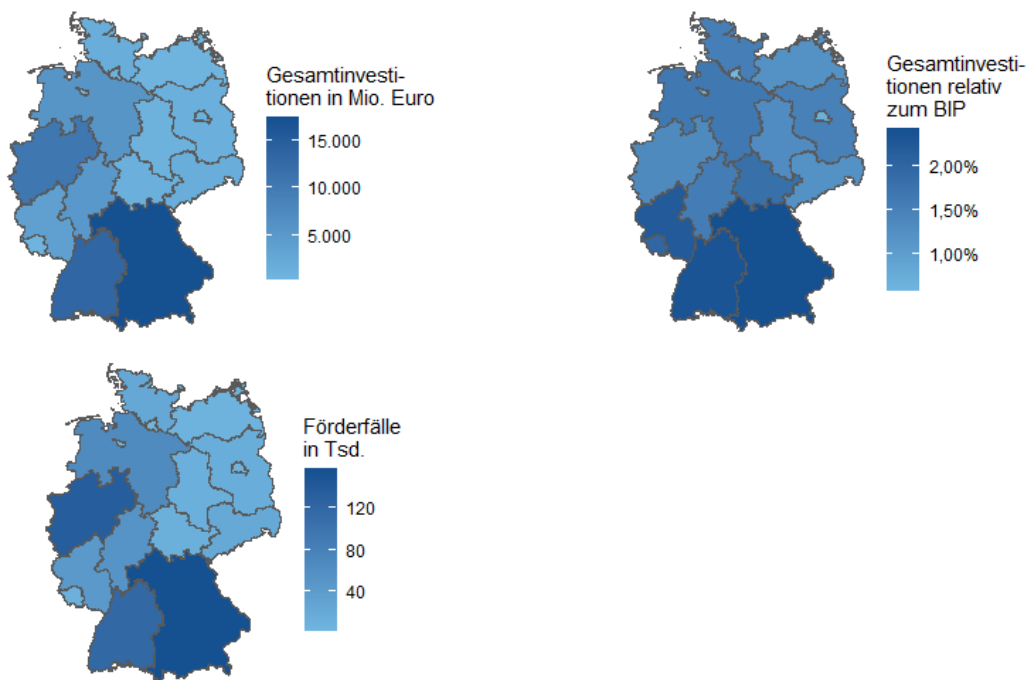 Gesamtinvesti-
tionen in Mio. Euro
15.000
10.000
5.000
Gesamtinvesti-
tionen relativ
zum BIP
2,00%
1,50%
1,00%
Förderfälle
in Tsd.
120
80
40